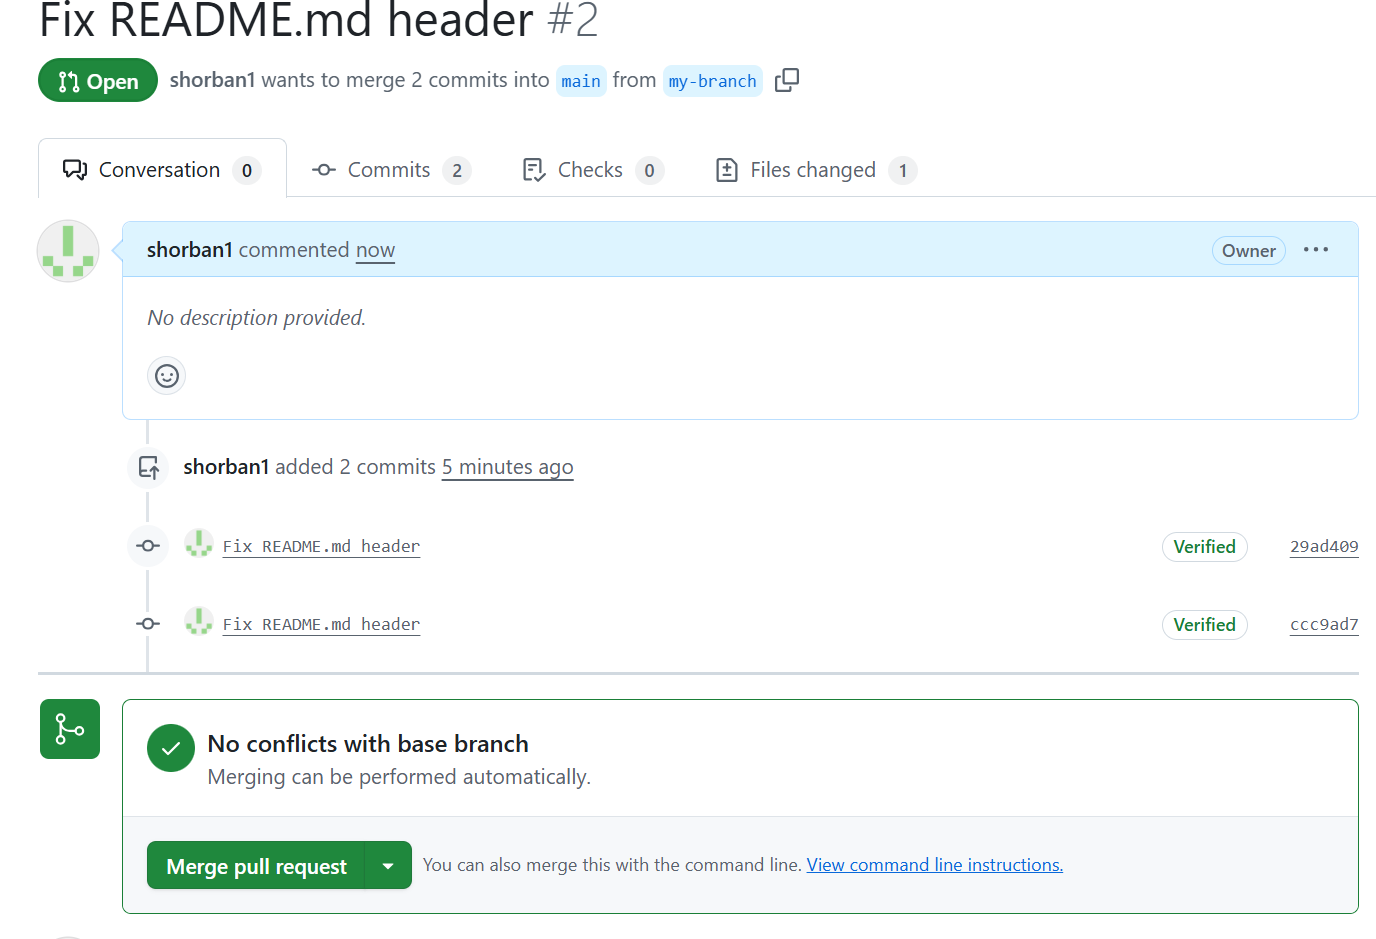 Fix README.md header #2
Open shorban1 wants to merge 2 commits into main from my-branch
Conversation 0 Commits 2 Checks 0 Files changed 1
shorban1 commented now Owner
No description provided.
shorban1 added 2 commits 5 minutes ago
Fix README.md header Verified 29ad409
Fix README.md header Verified ccc9ad7
No conflicts with base branch
Merging can be performed automatically.
Merge pull request You can also merge this with the command line. View command line instructions.